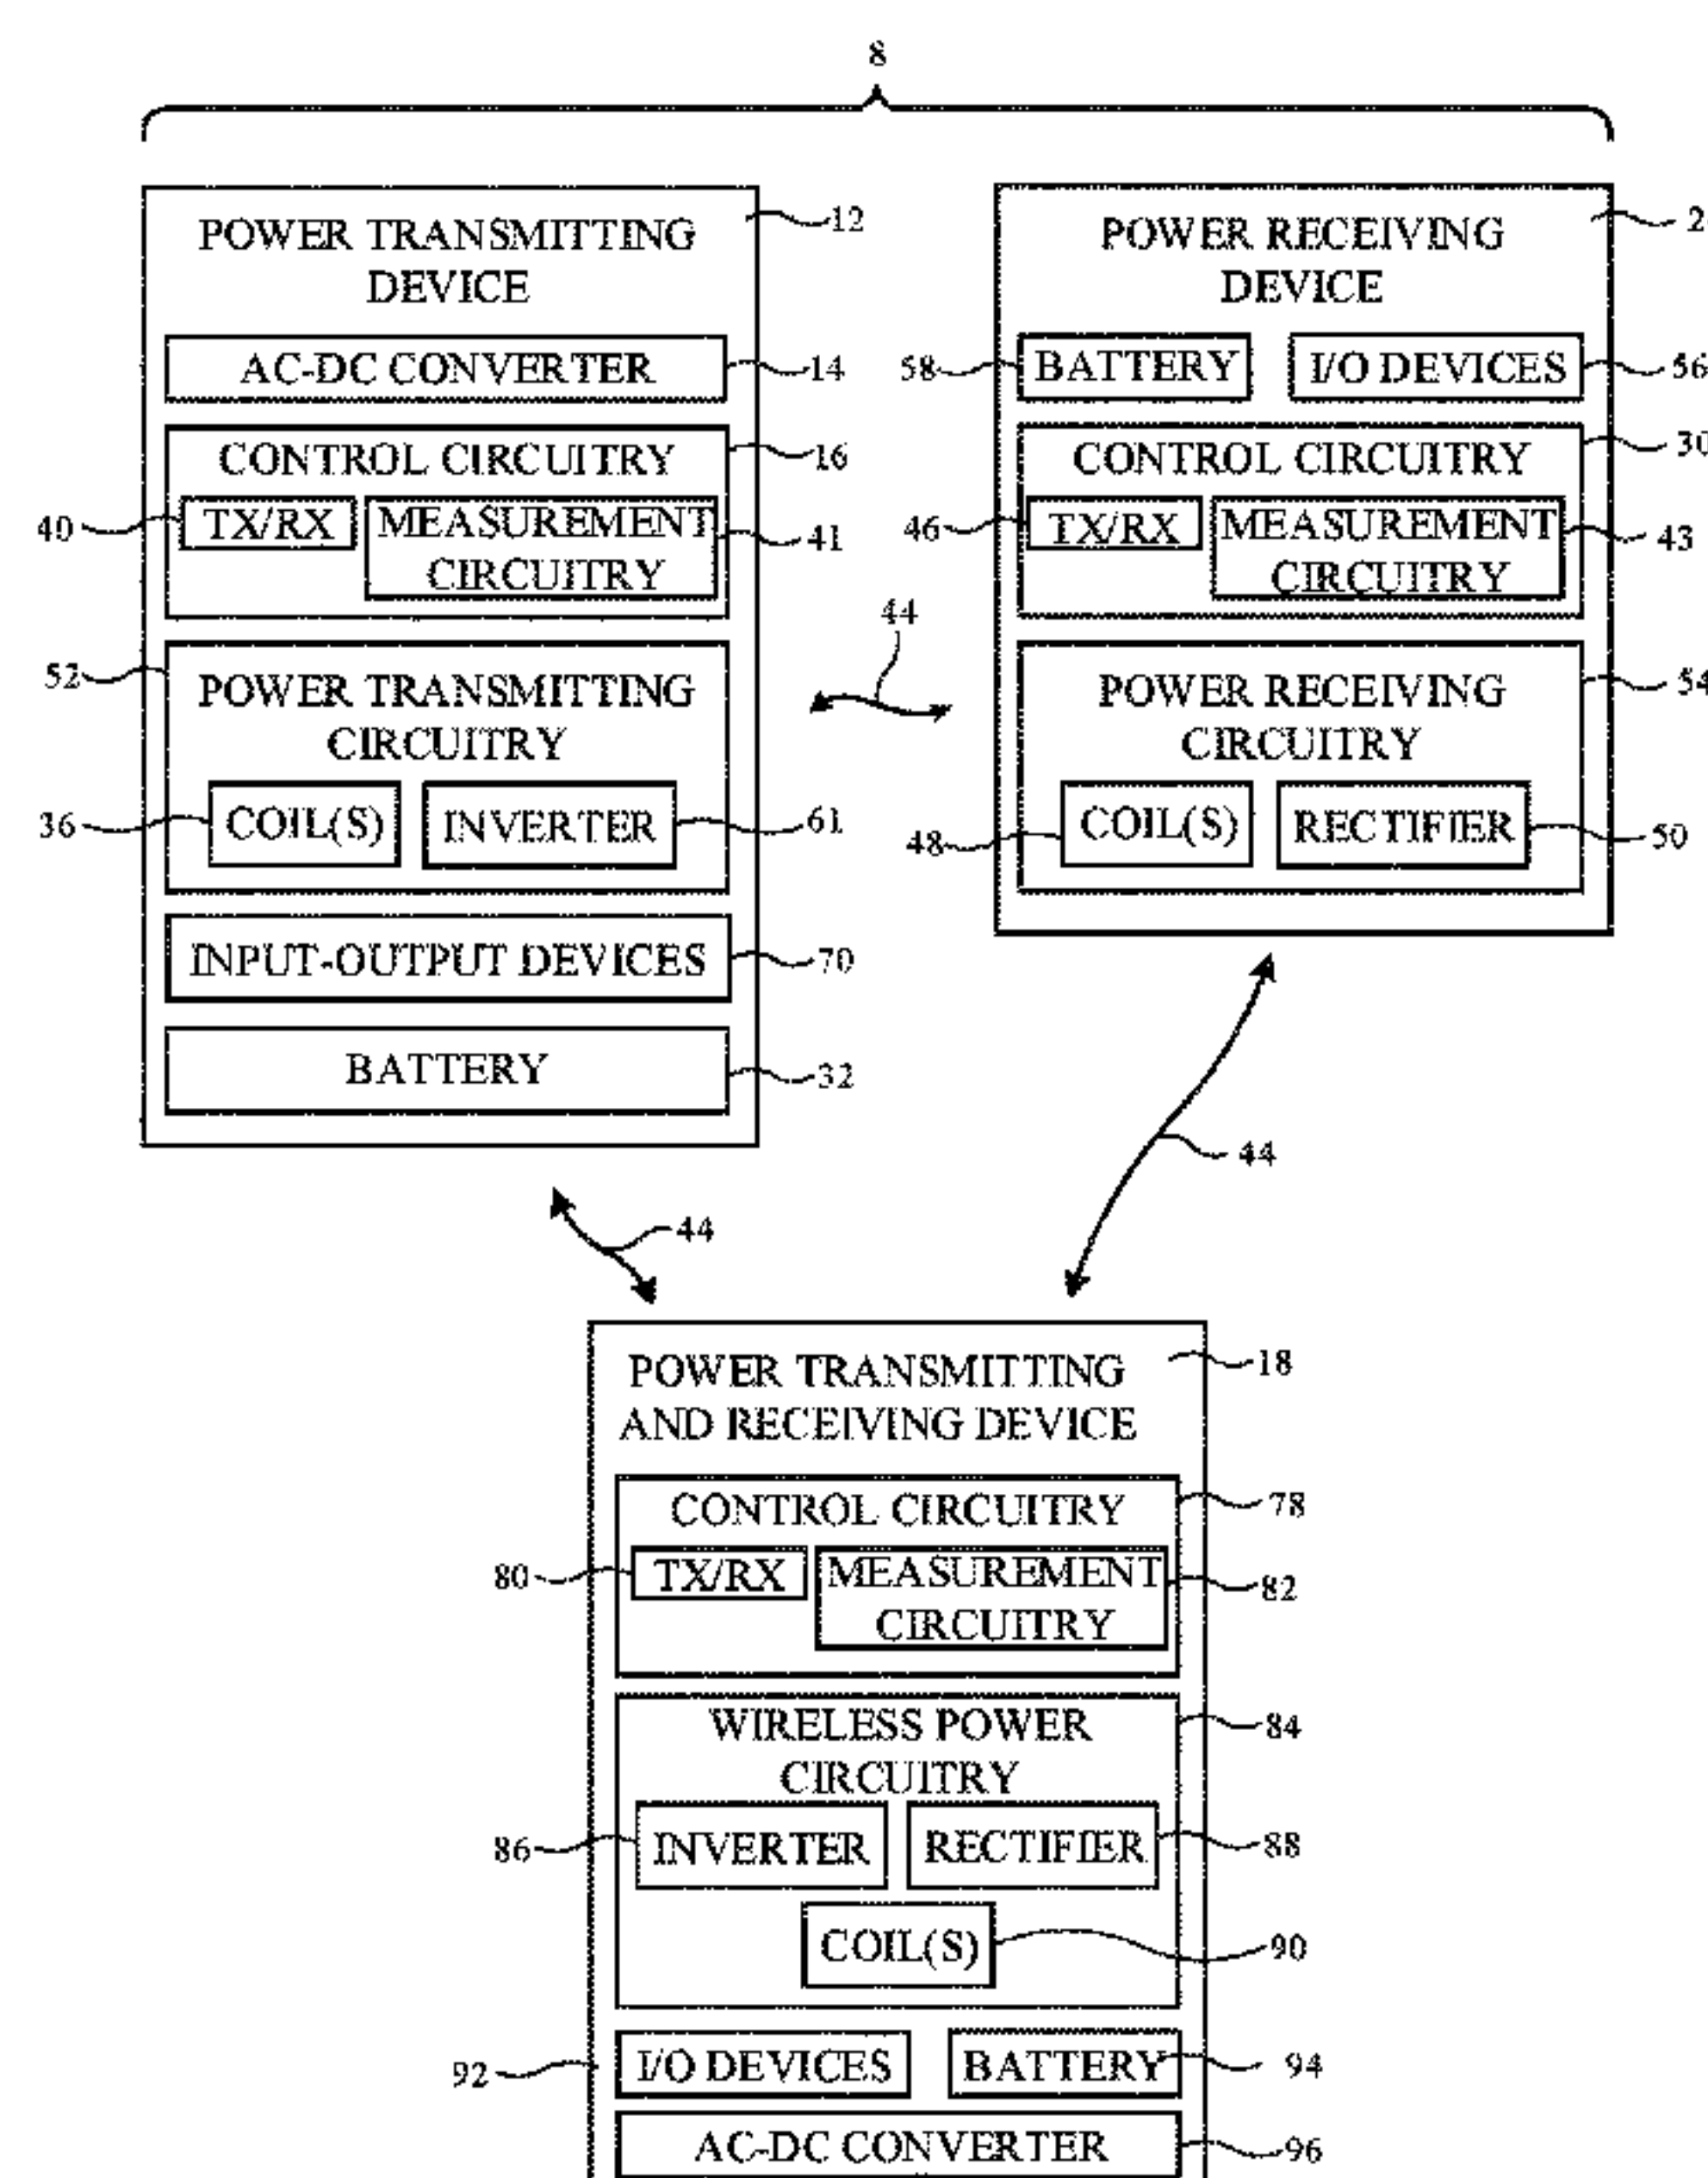 8
POWER TRANSMITTING
DEVICE
12
AC-DC CONVERTER
14
CONTROL CIRCUITRY
16
40
TX/RX
MEASUREMENT
CIRCUITRY
41
52
POWER TRANSMITTING
CIRCUITRY
36
COIL(S)
INVERTER
61
INPUT-OUTPUT DEVICES
70
BATTERY
32
44
POWER RECEIVING
DEVICE
2
58
BATTERY
I/O DEVICES
56
CONTROL CIRCUITRY
30
46
TX/RX
MEASUREMENT
CIRCUITRY
43
POWER RECEIVING
CIRCUITRY
54
48
COIL(S)
RECTIFIER
50
44
44
POWER TRANSMITTING
AND RECEIVING DEVICE
18
CONTROL CIRCUITRY
78
80
TX/RX
MEASUREMENT
CIRCUITRY
82
WIRELESS POWER
CIRCUITRY
84
86
INVERTER
RECTIFIER
88
COIL(S)
90
92
I/O DEVICES
BATTERY
94
AC-DC CONVERTER
96